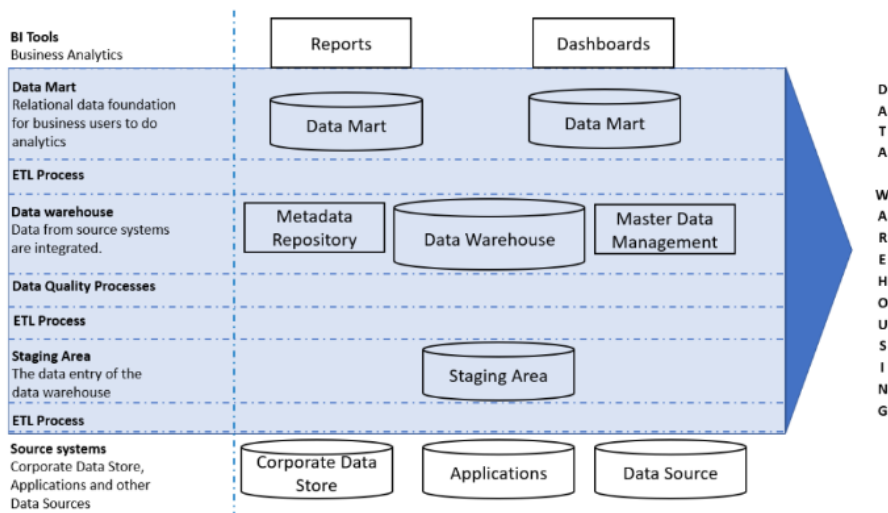 BI Tools
Business Analytics
Reports
Dashboards
Data Mart
Relational data foundation
for business users to do
analytics
Data Mart
Data Mart
ETL Process
Data warehouse
Data from source systems
are integrated.
Metadata
Repository
Data Warehouse
Master Data
Management
Data Quality Processes
ETL Process
Staging Area
The data entry of the
data warehouse
Staging Area
ETL Process
Source systems
Corporate Data Store,
Applications and other
Data Sources
Corporate Data
Store
Applications
Data Source
DATA WAREHOUSING